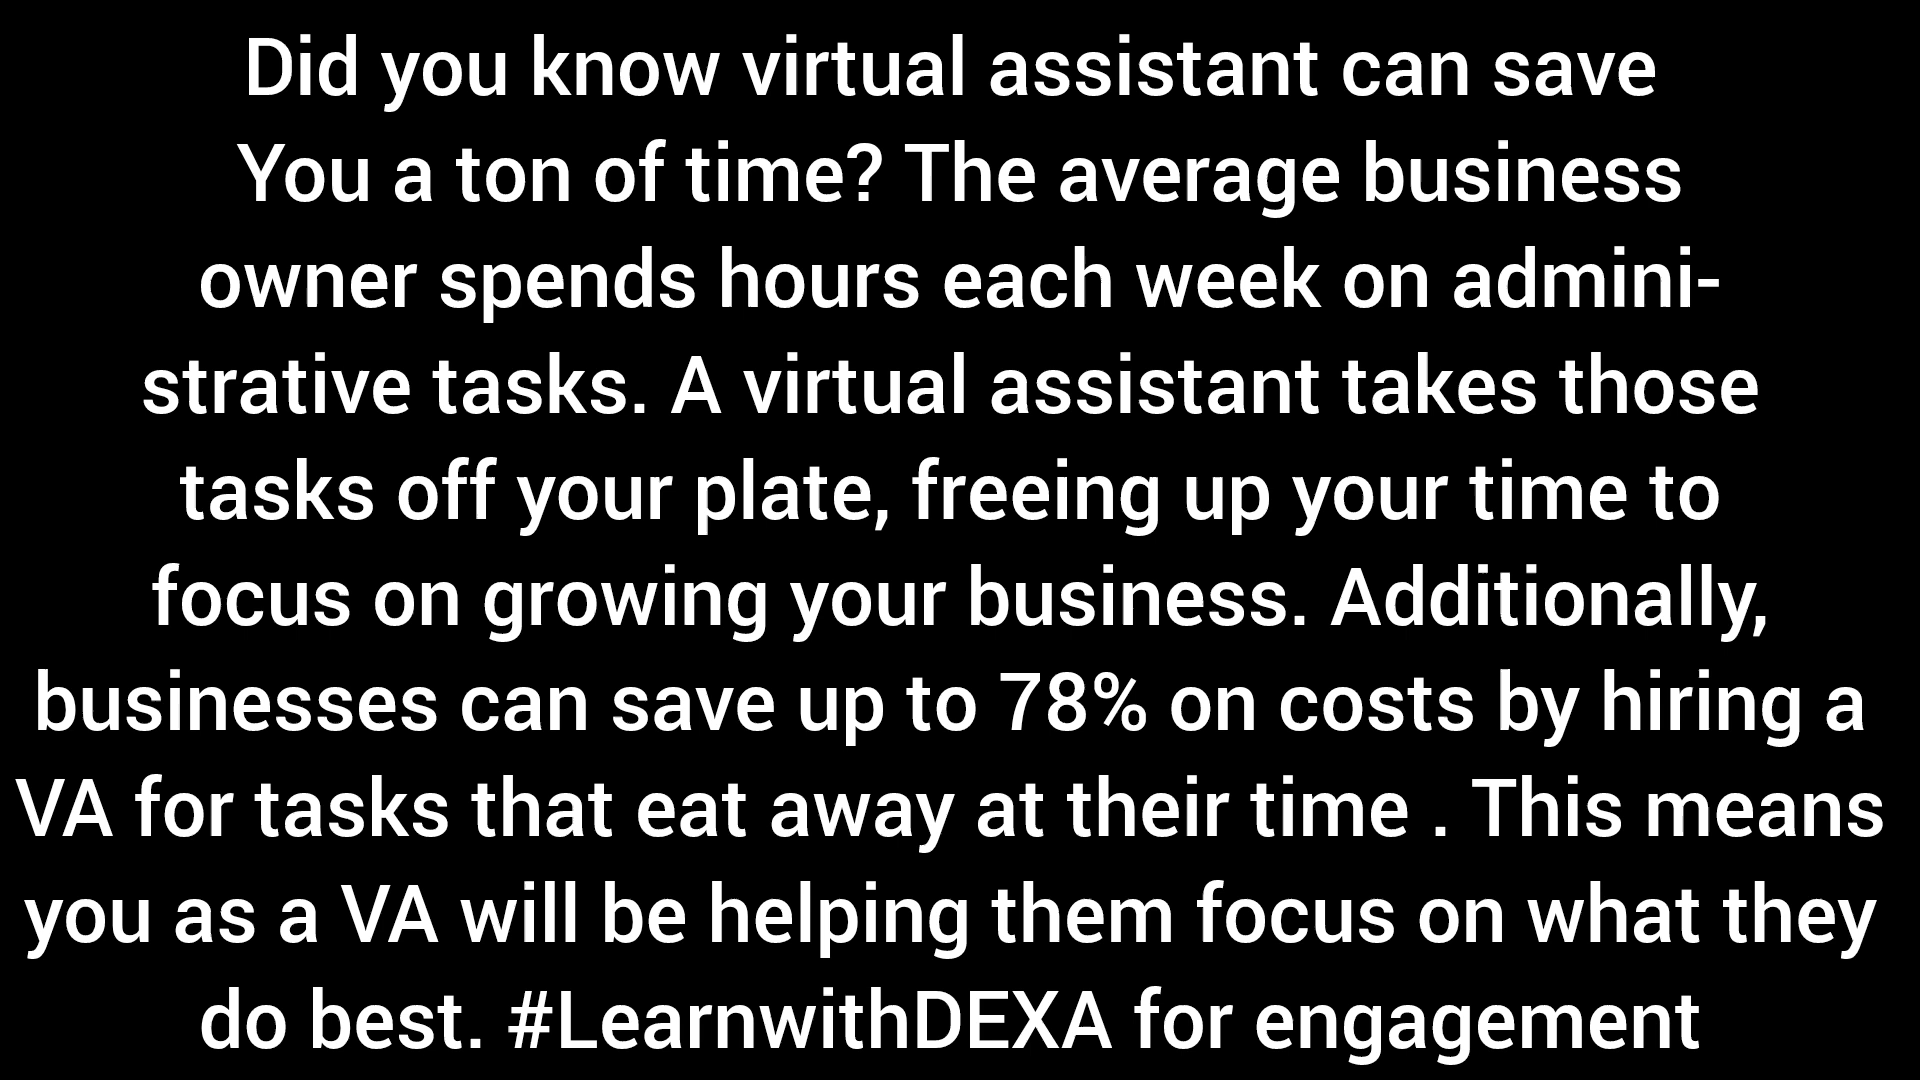 Did you know virtual assistant can save
You a ton of time? The average business
owner spends hours each week on admini-
strative tasks. A virtual assistant takes those
tasks off your plate, freeing up your time to
focus on growing your business. Additionally,
businesses can save up to 78% on costs by hiring a
VA for tasks that eat away at their time . This means
you as a VA will be helping them focus on what they
do best. #LearnwithDEXA for engagement